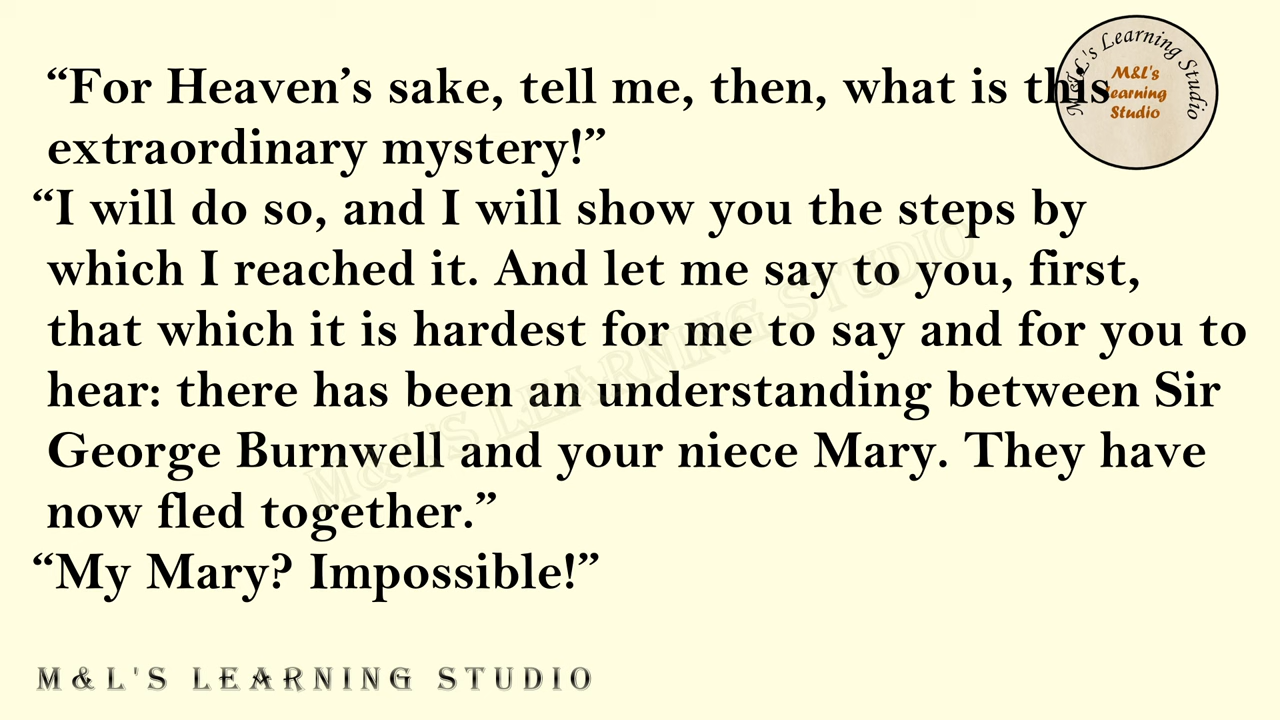 “For Heaven’s sake, tell me, then, what is this
extraordinary mystery!”
“I will do so, and I will show you the steps by
which I reached it. And let me say to you, first,
that which it is hardest for me to say and for you to
hear: there has been an understanding between Sir
George Burnwell and your niece Mary. They have
now fled together.”
“My Mary? Impossible!”
M&L's Learning Studio
M&L's
Learning
Studio
M&L'S LEARNING STUDIO
M&L'S LEARNING STUDIO